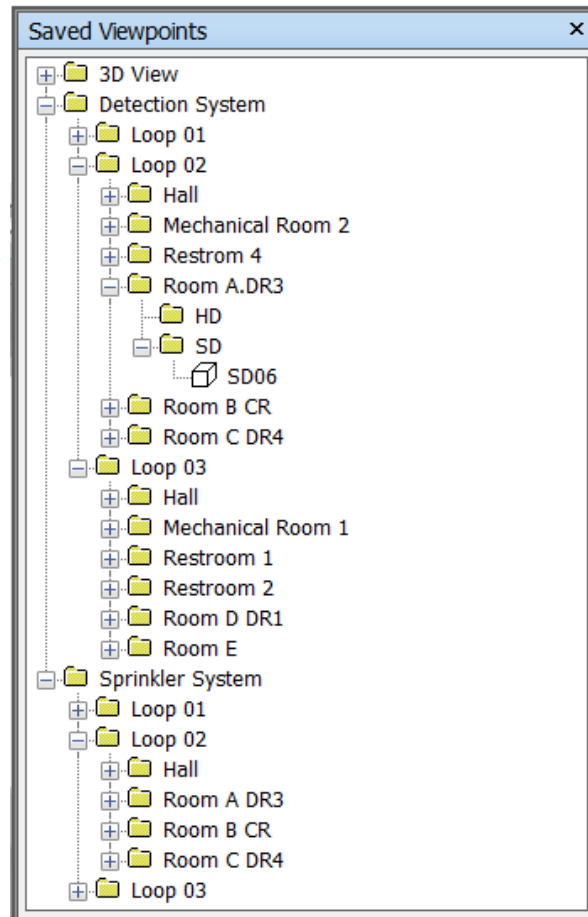 Saved Viewpoints
3D View
Detection System
Loop 01
Loop 02
Hall
Mechanical Room 2
Restrom 4
Room A.DR3
HD
SD
SD06
Room B CR
Room C DR4
Loop 03
Hall
Mechanical Room 1
Restroom 1
Restroom 2
Room D DR1
Room E
Sprinkler System
Loop 01
Loop 02
Hall
Room A DR3
Room B CR
Room C DR4
Loop 03